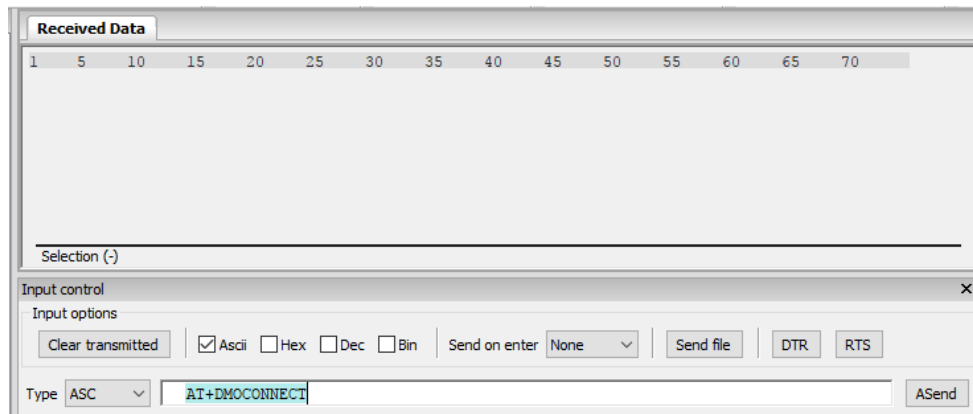 Received Data
1 5 10 15 20 25 30 35 40 45 50 55 60 65 70
Selection (-)
Input control
Input options
Clear transmitted Ascii Hex Dec Bin Send on enter None Send file DTR RTS
Type ASC AT+DMOCONNECT ASend